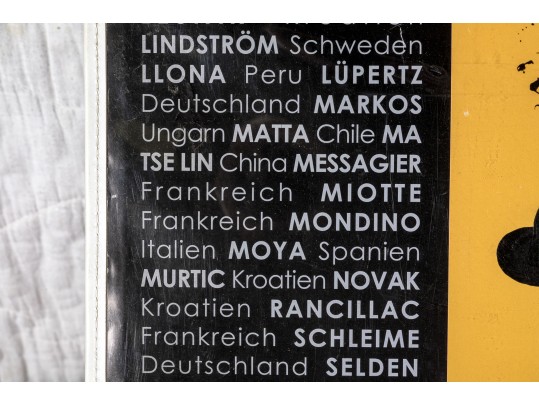 LINDSTRÖM Schweden
LLONA Peru LÜPERTZ
Deutschland MARKOS
Ungarn MATTA Chile MA
TSE LIN China MESSAGIER
Frankreich MIOTTE
Frankreich MONDINO
Italien MOYA Spanien
MURTIC Kroatien NOVAK
Kroatien RANCILLAC
Frankreich SCHLEIME
Deutschland SELDEN